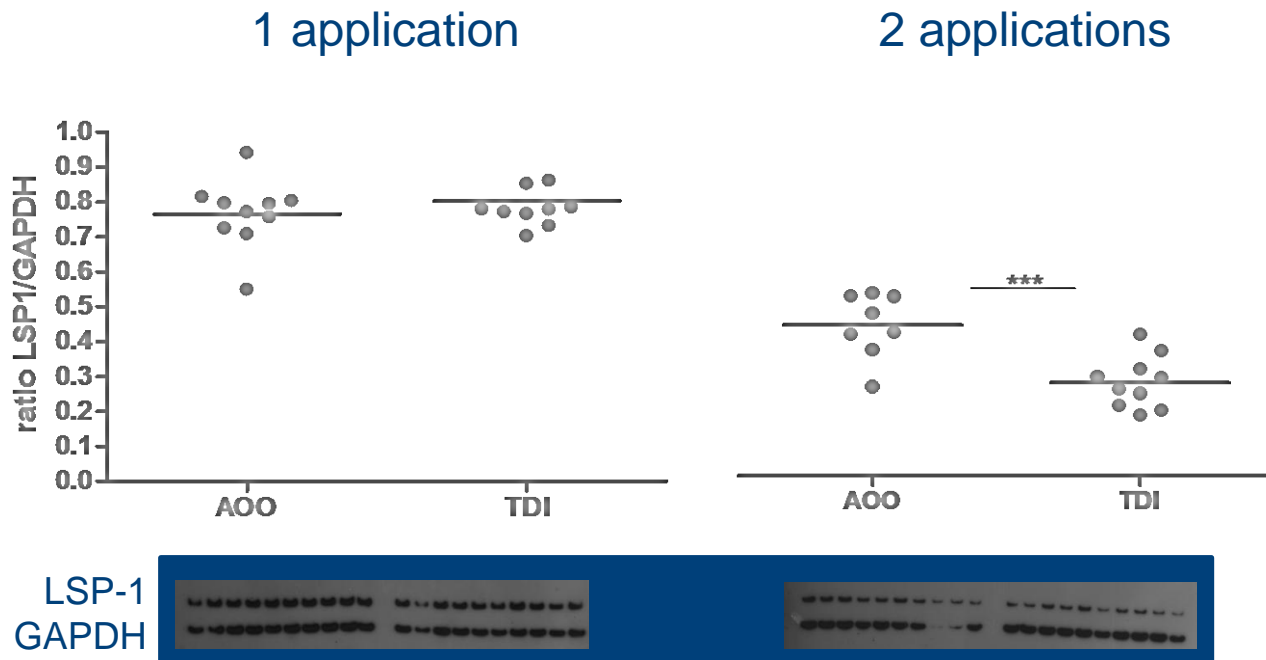 1 application
2 applications
ratio LSP1/GAPDH
1.0
0.9
0.8
0.7
0.6
0.5
0.4
0.3
0.2
0.1
0.0
AOO
TDI
***
AOO
TDI
LSP-1
GAPDH